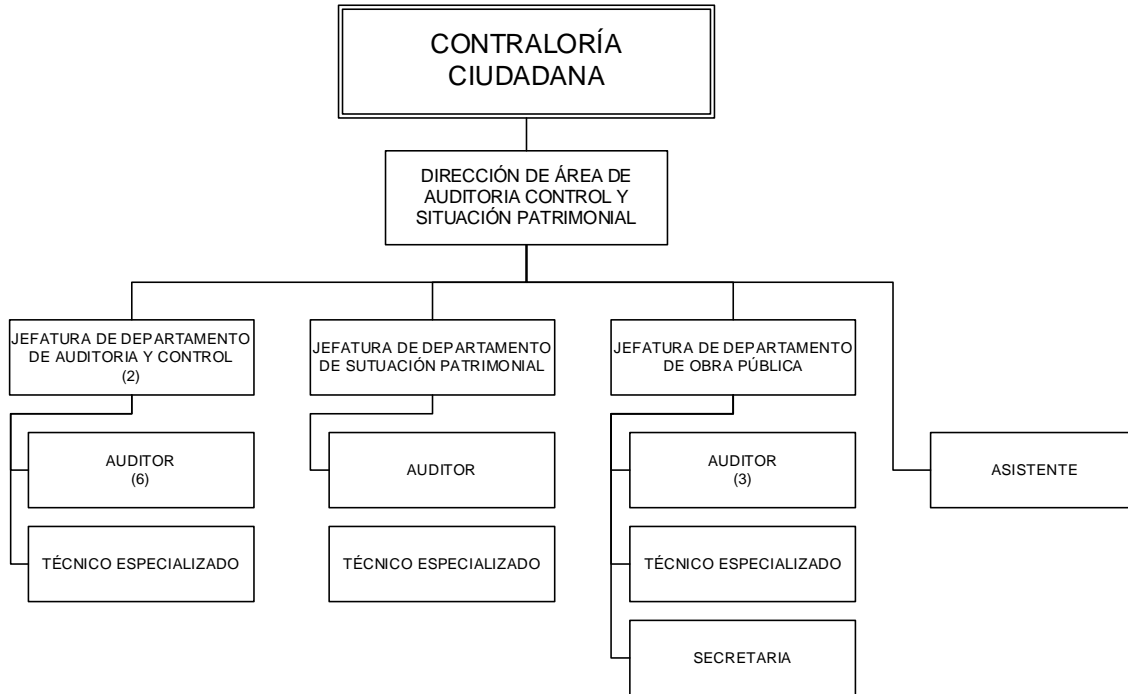 CONTRALORÍA
CIUDADANA
DIRECCIÓN DE ÁREA DE
AUDITORIA CONTROL Y
SITUACIÓN PATRIMONIAL
JEFATURA DE DEPARTAMENTO
DE AUDITORIA Y CONTROL
(2)
AUDITOR
(6)
TÉCNICO ESPECIALIZADO
JEFATURA DE DEPARTAMENTO
DE SUTUACIÓN PATRIMONIAL
AUDITOR
TÉCNICO ESPECIALIZADO
JEFATURA DE DEPARTAMENTO
DE OBRA PÚBLICA
AUDITOR
(3)
TÉCNICO ESPECIALIZADO
SECRETARIA
ASISTENTE